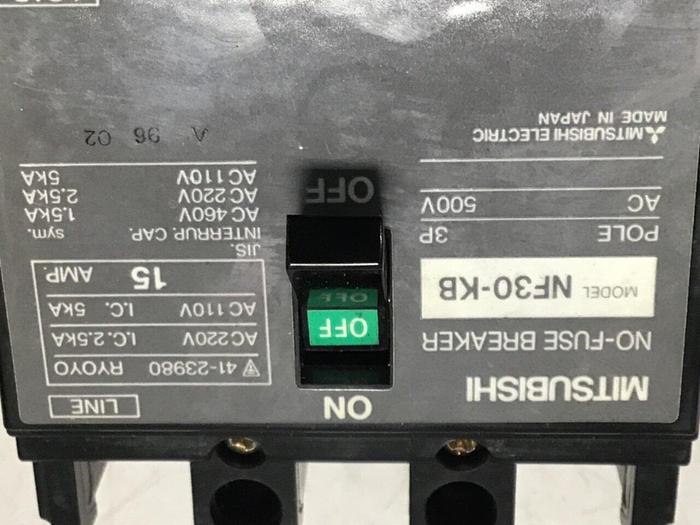 LINE
ON
MITSUBISHI
NO-FUSE BREAKER
MODEL NF30-KB
POLE 3P
AC 500V
MITSUBISHI ELECTRIC
MADE IN JAPAN
41-23980 RYOYO
AC220V I.C. 2.5kA
AC110V I.C. 5kA
15 AMP.
JIS.
INTERRUP. CAP. sym.
AC460V 1.5kA
AC220V 2.5kA
AC110V 5kA
A 96 02
OFF
OFF
OFF